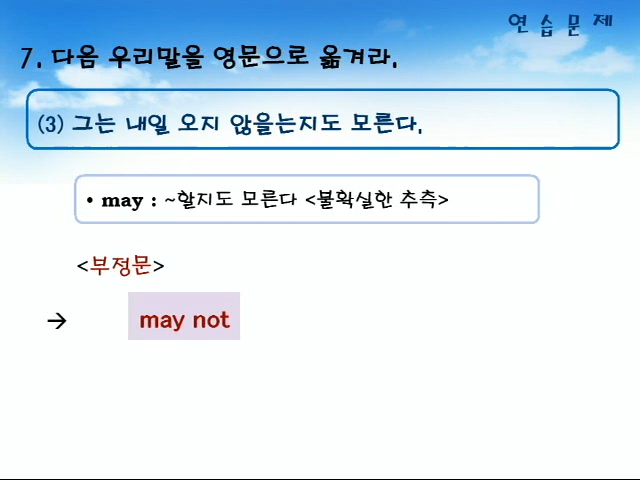 연 습 문 제
7. 다음 우리말을 영문으로 옮겨라.
(3) 그는 내일 오지 않을는지도 모른다.
• may : ~할지도 모른다 <불확실한 추측>
<부정문>
→ may not